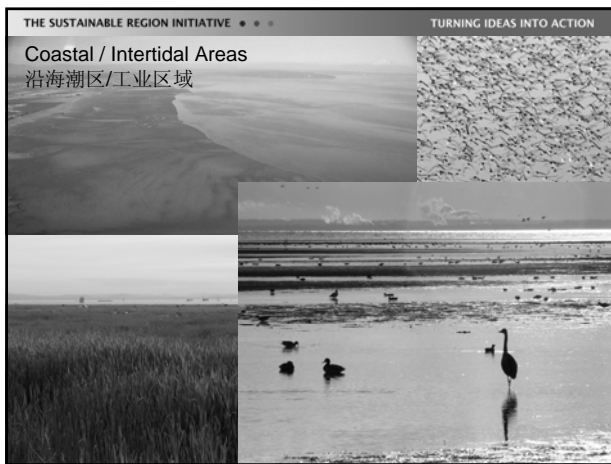 THE SUSTAINABLE REGION INITIATIVE
TURNING IDEAS INTO ACTION
Coastal / Intertidal Areas
沿海潮区/工业区域